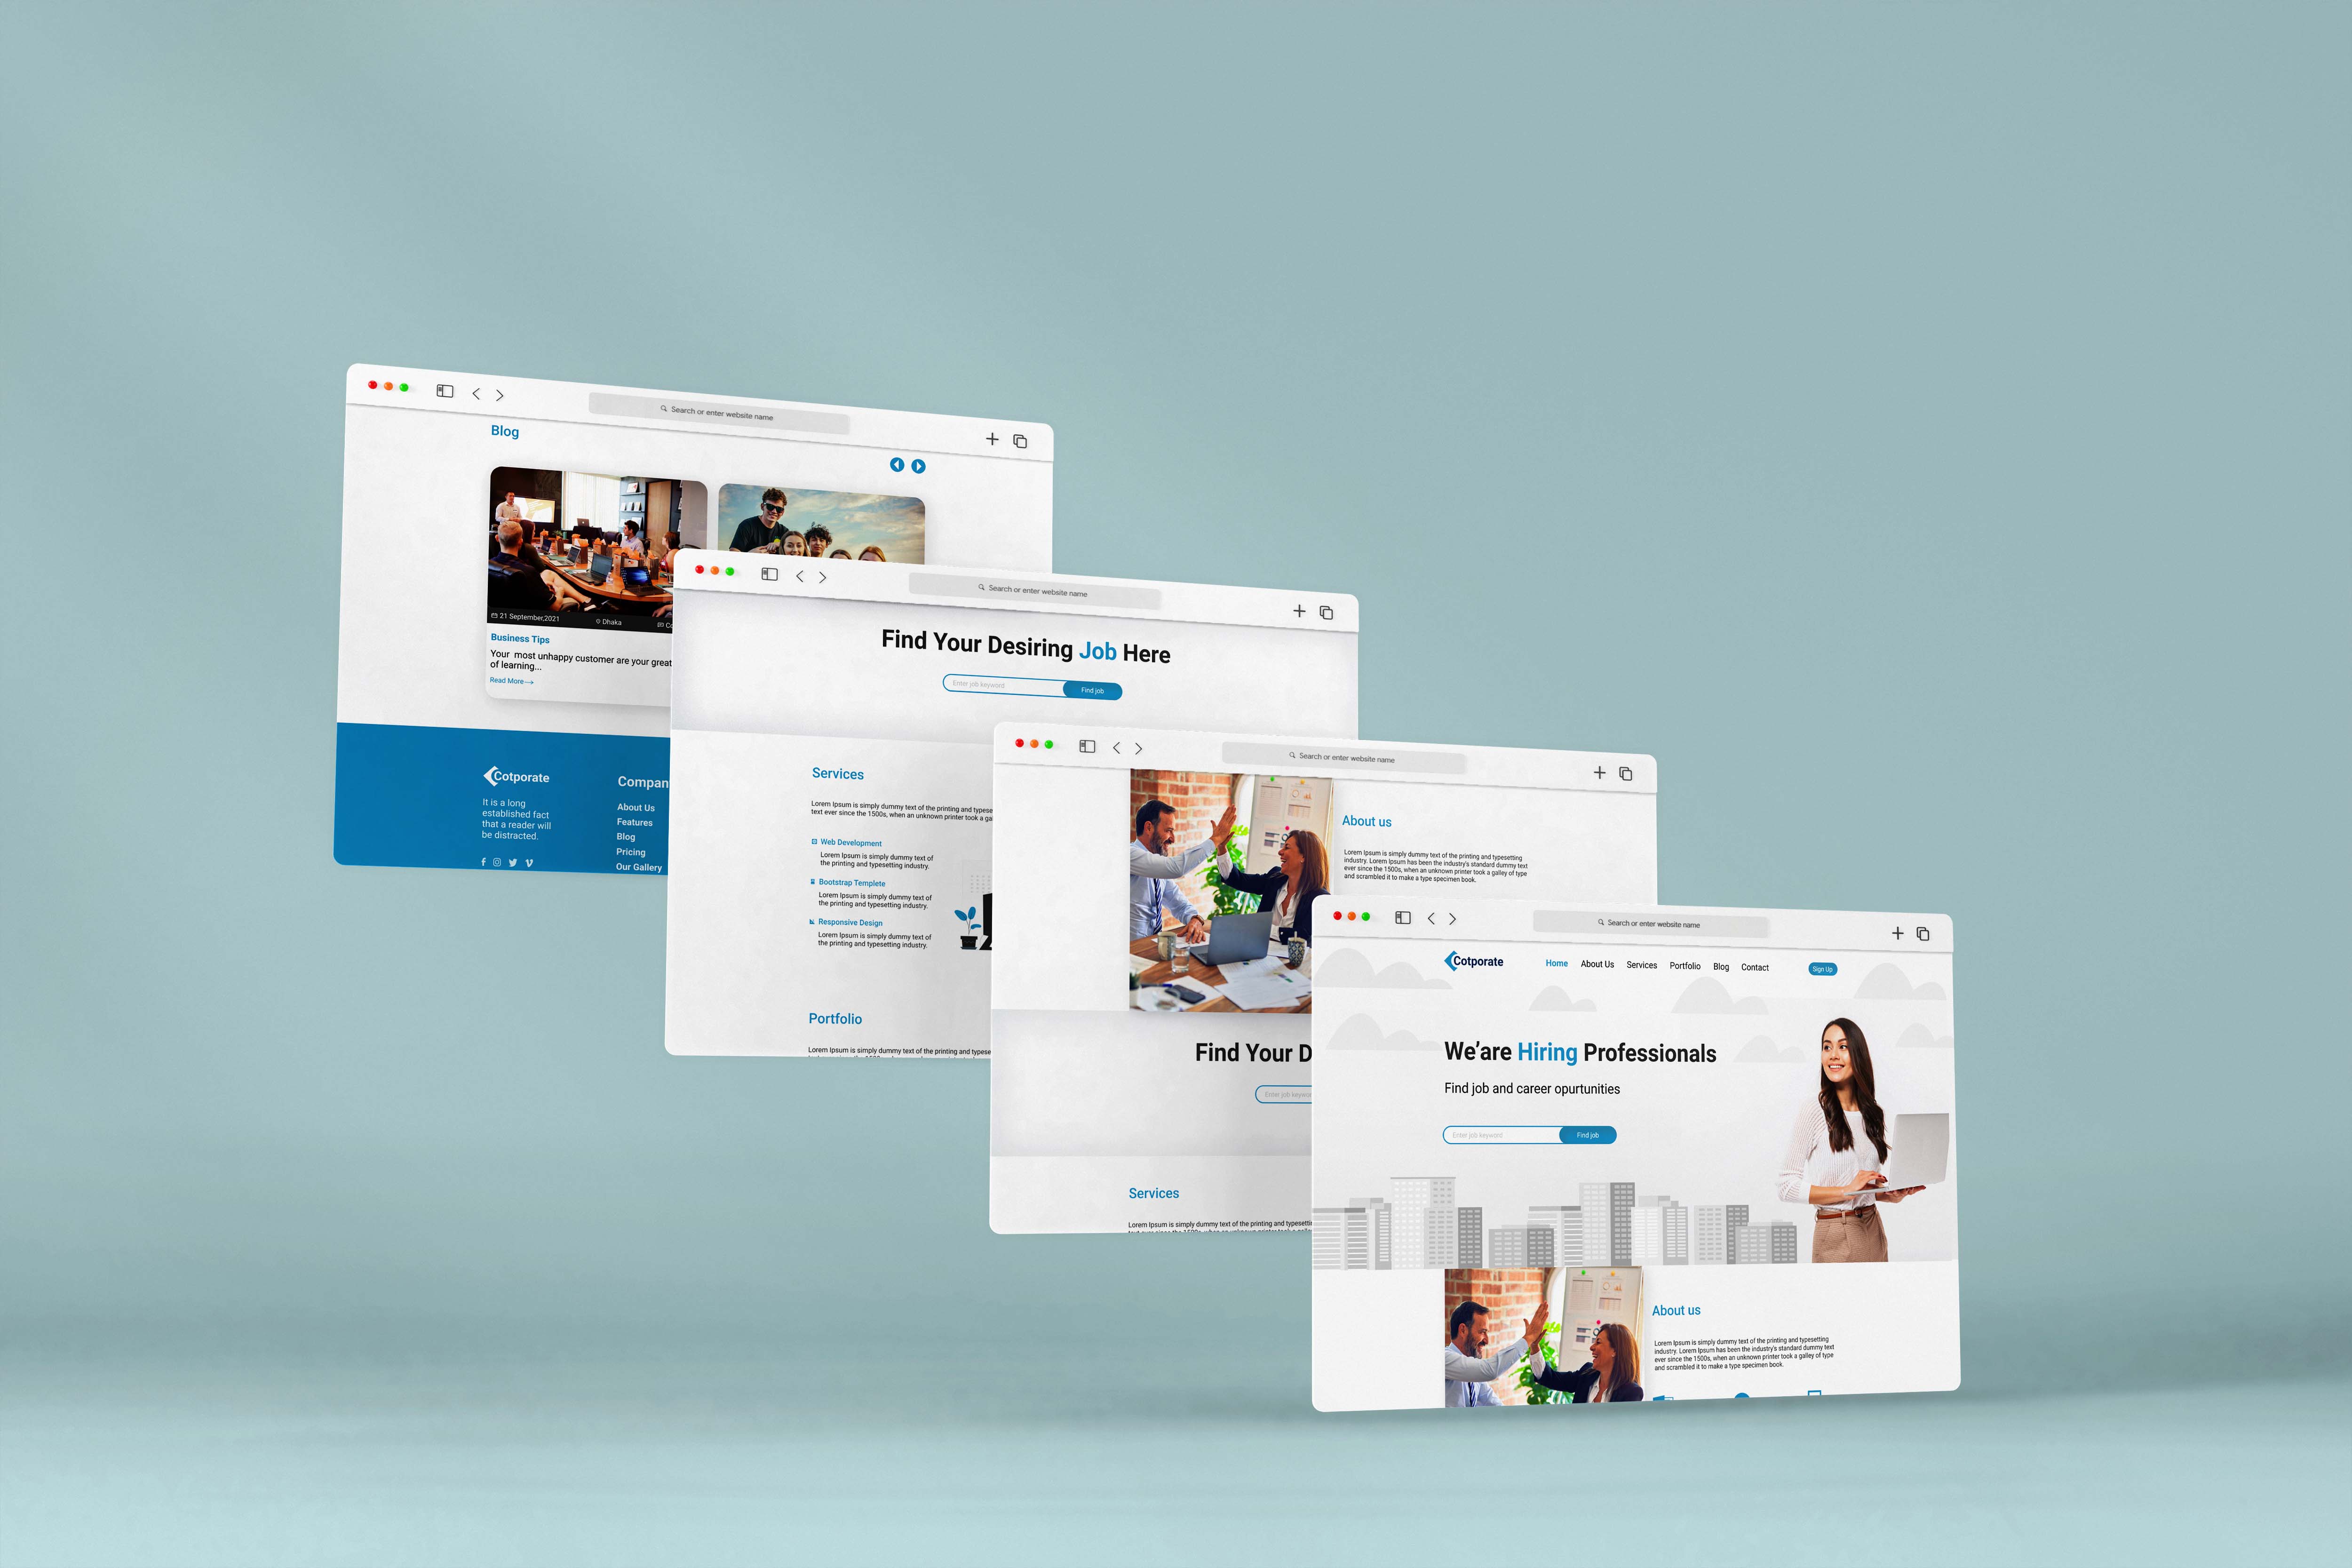 Search or enter website name
Blog
21 September,2021
Dhaka
Business Tips
Your most unhappy customer are your great
of learning...
Read More
Cotporate
It is a long
established fact
that a reader will
be distracted.
Compan
About Us
Features
Blog
Pricing
Our Gallery
Search or enter website name
Find Your Desiring Job Here
Enter job keyword
Find job
Services
Lorem Ipsum is simply dummy text of the printing and typese
text ever since the 1500s, when an unknown printer took a ga
Web Development
Lorem Ipsum is simply dummy text of
the printing and typesetting industry.
Bootstrap Templete
Lorem Ipsum is simply dummy text of
the printing and typesetting industry.
Responsive Design
Lorem Ipsum is simply dummy text of
the printing and typesetting industry.
Portfolio
Lorem Ipsum is simply dummy text of the printing and typese
Search or enter website name
About us
Lorem Ipsum is simply dummy text of the printing and typesetting
industry. Lorem Ipsum has been the industry's standard dummy text
ever since the 1500s, when an unknown printer took a galley of type
and scrambled it to make a type specimen book.
Find Your D
Enter job keywor
Services
Lorem Ipsum is simply dummy text of the printing and typesetti
Search or enter website name
Cotporate
Home About Us Services Portfolio Blog Contact
Sign Up
We'are Hiring Professionals
Find job and career opurtunities
Enter job keyword
Find job
About us
Lorem Ipsum is simply dummy text of the printing and typesetting
industry. Lorem Ipsum has been the industry's standard dummy text
ever since the 1500s, when an unknown printer took a galley of type
and scrambled it to make a type specimen book.